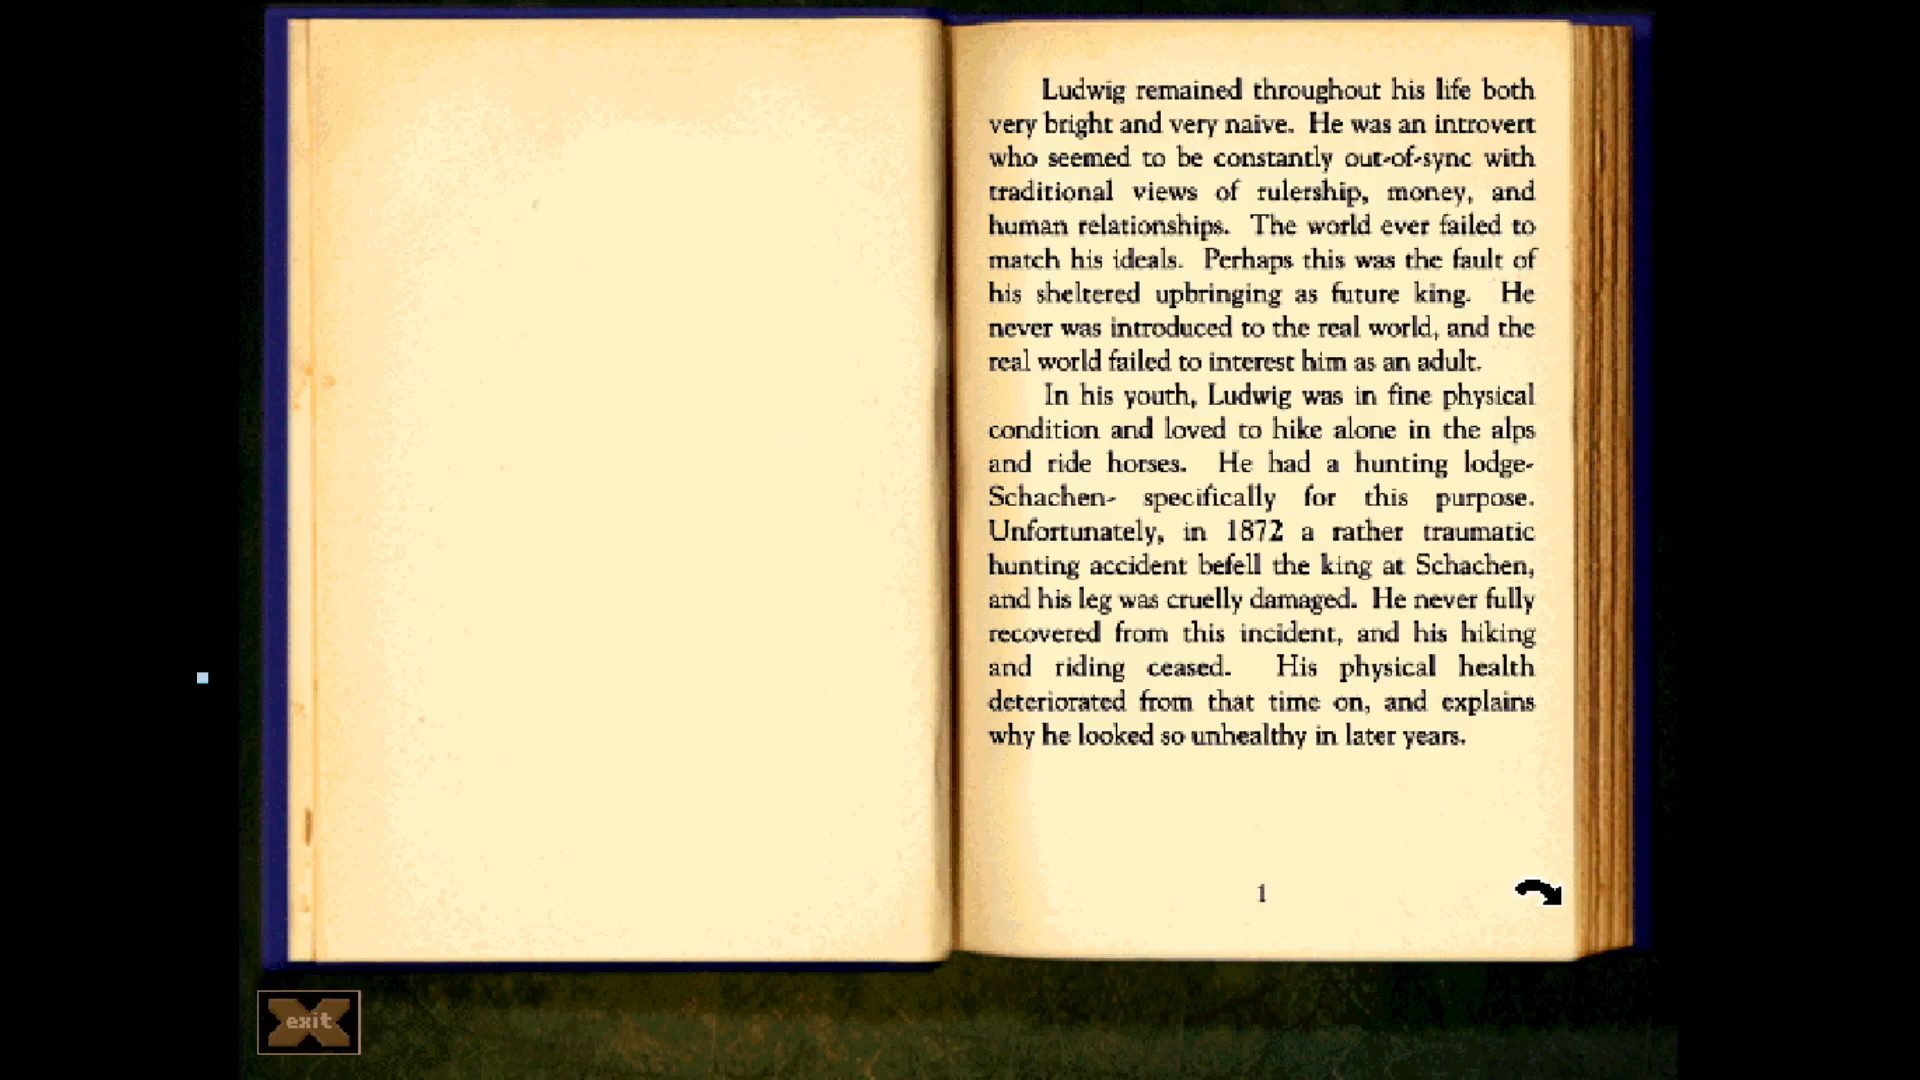 Ludwig remained throughout his life both
very bright and very naive. He was an introvert
who seemed to be constantly out-of-sync with
traditional views of rulership, money, and
human relationships. The world ever failed to
match his ideals. Perhaps this was the fault of
his sheltered upbringing as future king. He
never was introduced to the real world, and the
real world failed to interest him as an adult.
In his youth, Ludwig was in fine physical
condition and loved to hike alone in the alps
and ride horses. He had a hunting lodge-
Schachen- specifically for this purpose.
Unfortunately, in 1872 a rather traumatic
hunting accident befell the king at Schachen,
and his leg was cruelly damaged. He never fully
recovered from this incident, and his hiking
and riding ceased. His physical health
deteriorated from that time on, and explains
why he looked so unhealthy in later years.
1
exit